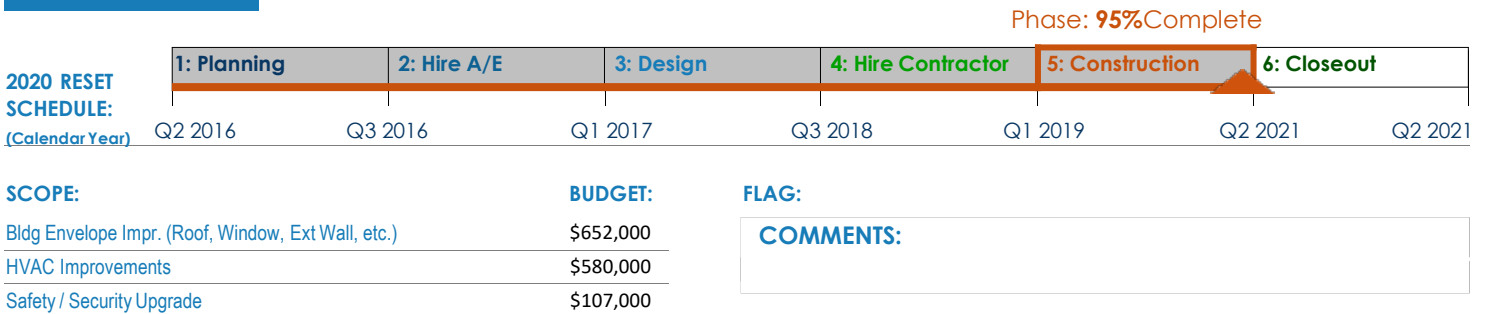 Phase: 95%Complete
1: Planning 2: Hire A/E 3: Design 4: Hire Contractor 5: Construction 6: Closeout
2020 RESET
SCHEDULE:
(Calendar Year) Q2 2016 Q3 2016 Q1 2017 Q3 2018 Q1 2019 Q2 2021 Q2 2021
SCOPE: BUDGET: FLAG:
Bldg Envelope Impr. (Roof, Window, Ext Wall, etc.) $652,000 COMMENTS:
HVAC Improvements $580,000
Safety / Security Upgrade $107,000